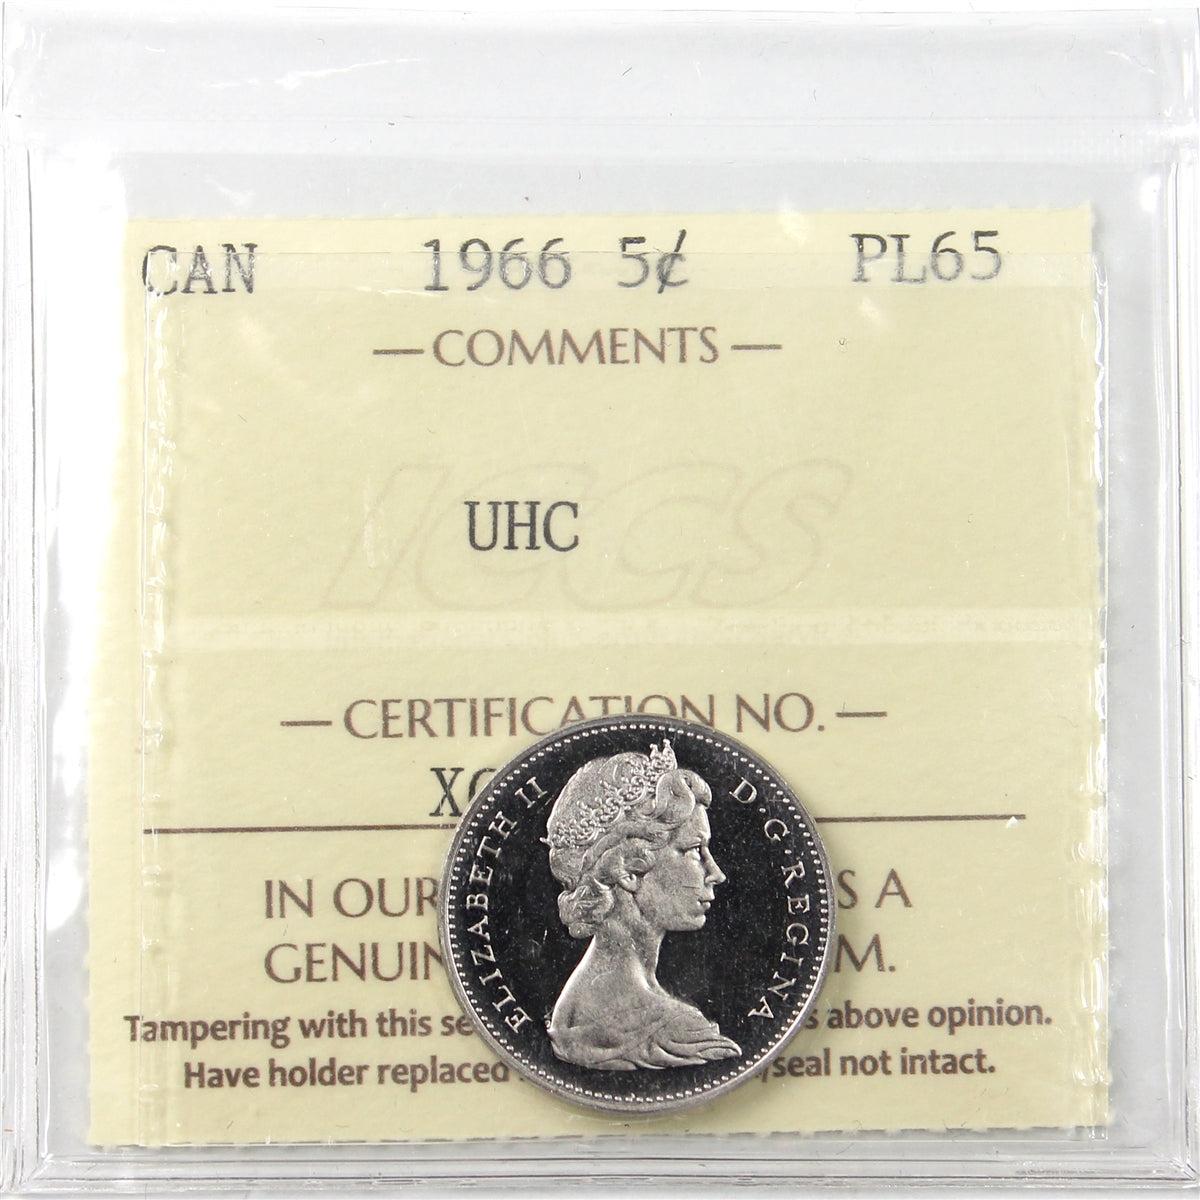 CAN 1966 5¢ PL65
— COMMENTS —
ICCS
UHC
— CERTIFICATION NO. —
IN OUR S A
GENUIN M.
Tampering with this se s above opinion.
Have holder replaced /seal not intact.
ELIZABETH II D·G·REGINA